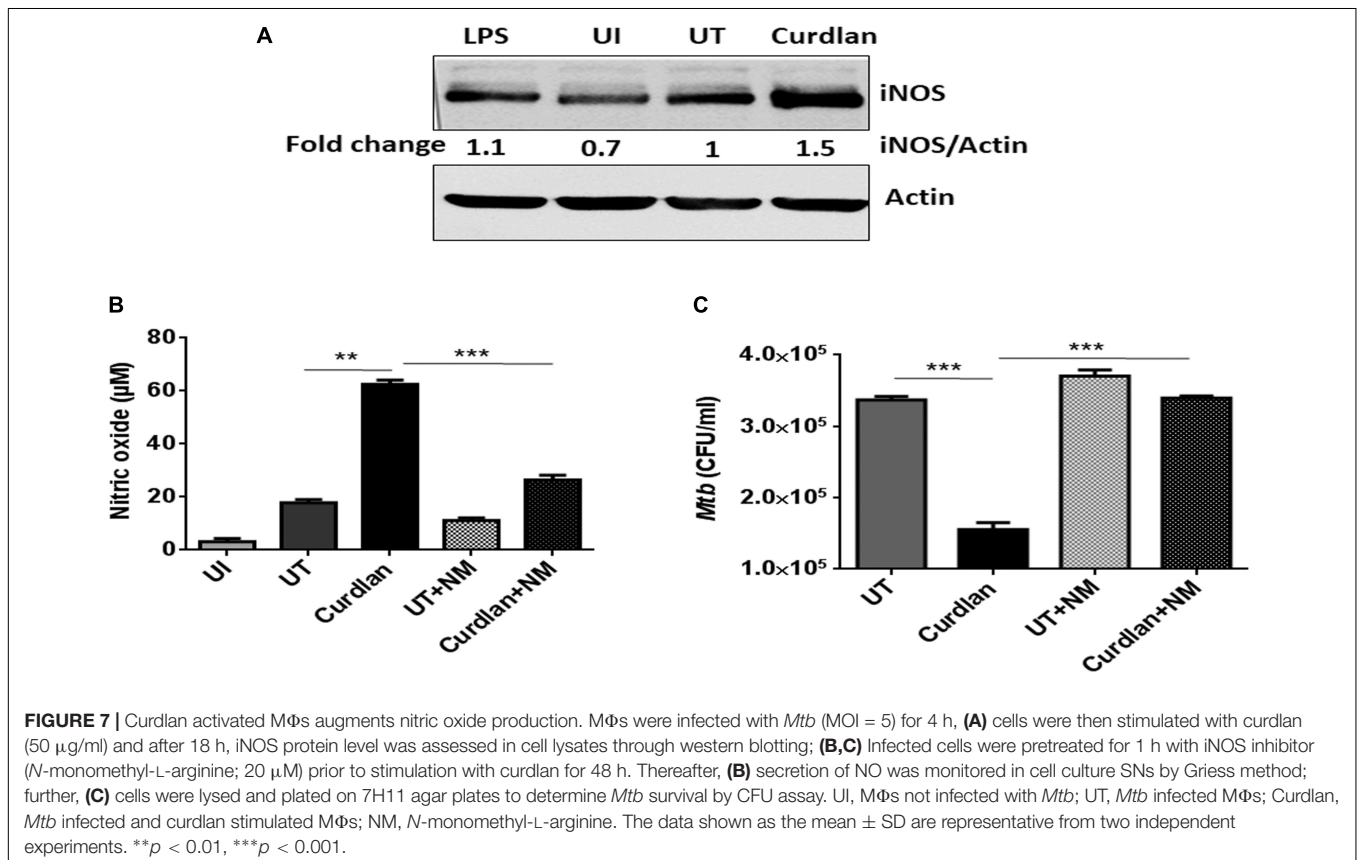 A
LPS UI UT Curdlan
iNOS
Fold change 1.1 0.7 1 1.5 iNOS/Actin
Actin
B
Nitric oxide (µM)
80
60
40
20
0
** ***
UI UT Curdlan UT+NM Curdlan+NM
C
Mtb (CFU/ml)
4.0×10⁵
3.0×10⁵
2.0×10⁵
1.0×10⁵
*** ***
UT Curdlan UT+NM Curdlan+NM
FIGURE 7 | Curdlan activated MΦs augments nitric oxide production. MΦs were infected with Mtb (MOI = 5) for 4 h, (A) cells were then stimulated with curdlan
(50 µg/ml) and after 18 h, iNOS protein level was assessed in cell lysates through western blotting; (B,C) Infected cells were pretreated for 1 h with iNOS inhibitor
(N-monomethyl-L-arginine; 20 µM) prior to stimulation with curdlan for 48 h. Thereafter, (B) secretion of NO was monitored in cell culture SNs by Griess method;
further, (C) cells were lysed and plated on 7H11 agar plates to determine Mtb survival by CFU assay. UI, MΦs not infected with Mtb; UT, Mtb infected MΦs; Curdlan,
Mtb infected and curdlan stimulated MΦs; NM, N-monomethyl-L-arginine. The data shown as the mean ± SD are representative from two independent
experiments. **p < 0.01, ***p < 0.001.